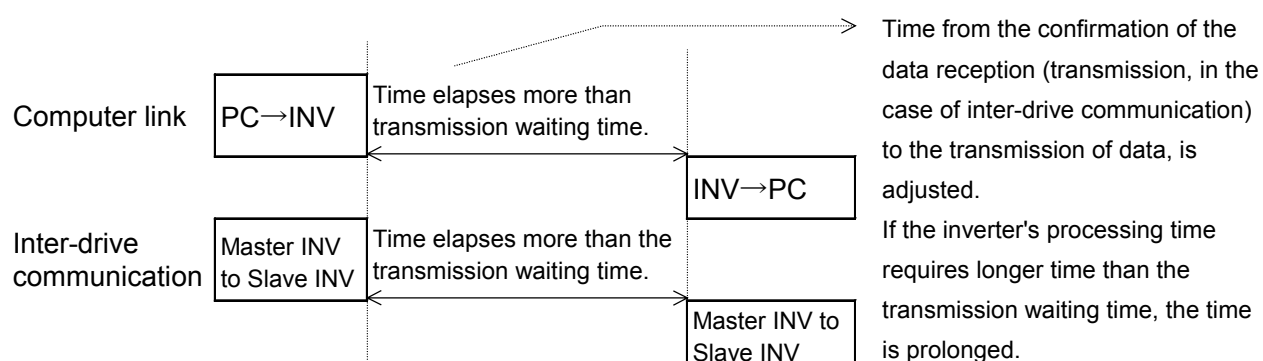 Computer link
PC→INV
Time elapses more than
transmission waiting time.
INV→PC
Inter-drive
communication
Master INV
to Slave INV
Time elapses more than the
transmission waiting time.
Master INV to
Slave INV
Time from the confirmation of the
data reception (transmission, in the
case of inter-drive communication)
to the transmission of data, is
adjusted.
If the inverter's processing time
requires longer time than the
transmission waiting time, the time
is prolonged.